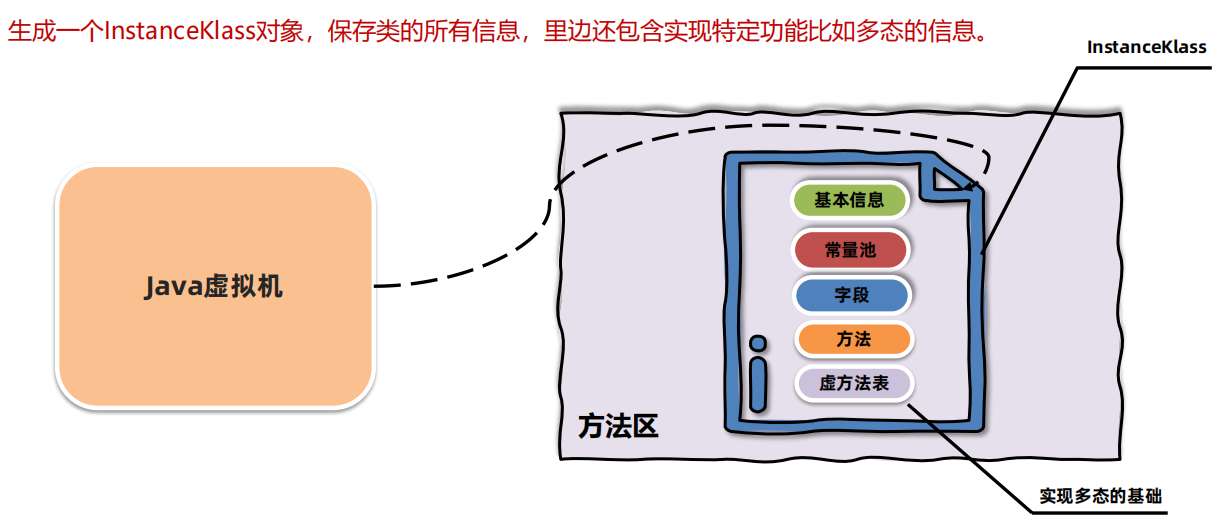 生成一个InstanceKlass对象，保存类的所有信息，里边还包含实现特定功能比如多态的信息。
InstanceKlass
基本信息
常量池
Java虚拟机
字段
方法
虚方法表
方法区
实现多态的基础